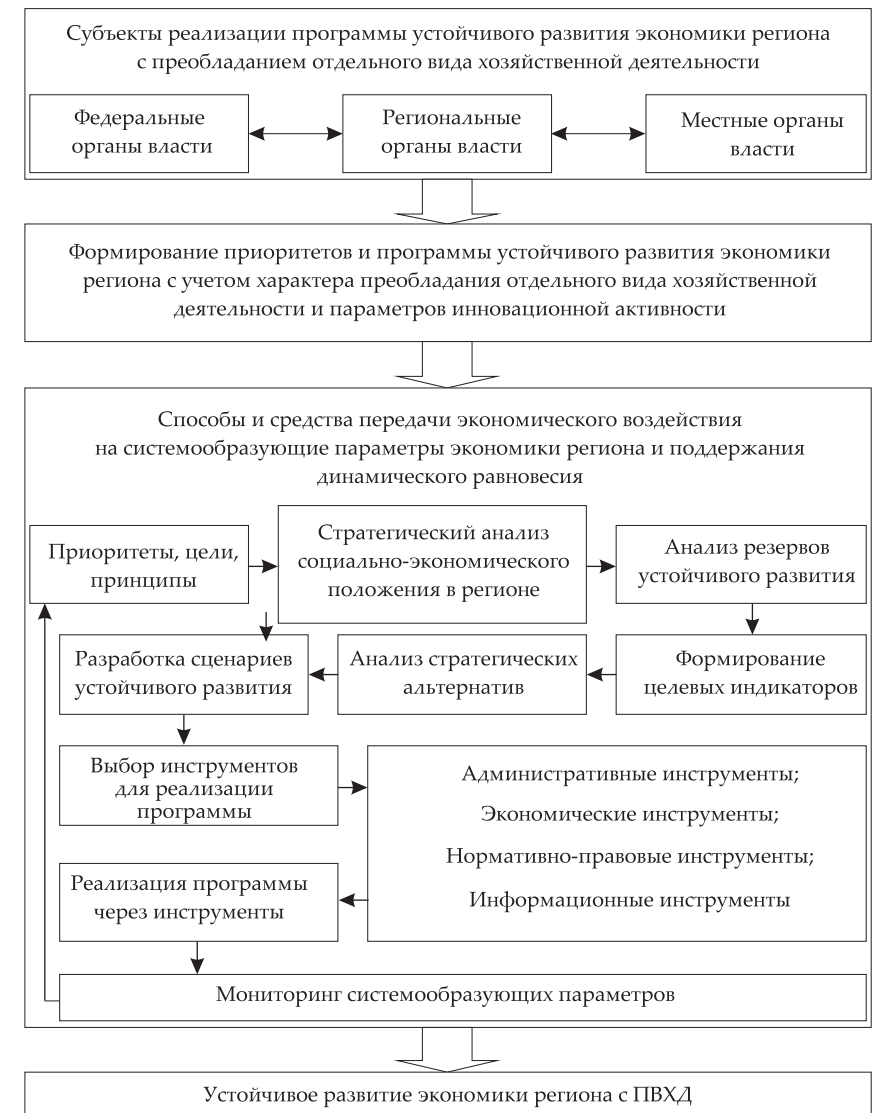 Субъекты реализации программы устойчивого развития экономики региона
с преобладанием отдельного вида хозяйственной деятельности
Федеральные
органы власти
Региональные
органы власти
Местные органы
власти
Формирование приоритетов и программы устойчивого развития экономики
региона с учетом характера преобладания отдельного вида хозяйственной
деятельности и параметров инновационной активности
Способы и средства передачи экономического воздействия
на системообразующие параметры экономики региона и поддержания
динамического равновесия
Приоритеты, цели,
принципы
Стратегический анализ
социально-экономического
положения в регионе
Анализ резервов
устойчивого развития
Разработка сценариев
устойчивого развития
Анализ стратегических
альтернатив
Формирование
целевых индикаторов
Выбор инструментов
для реализации
программы
Административные инструменты;
Экономические инструменты;
Нормативно-правовые инструменты;
Информационные инструменты
Реализация программы
через инструменты
Мониторинг системообразующих параметров
Устойчивое развитие экономики региона с ПВХД